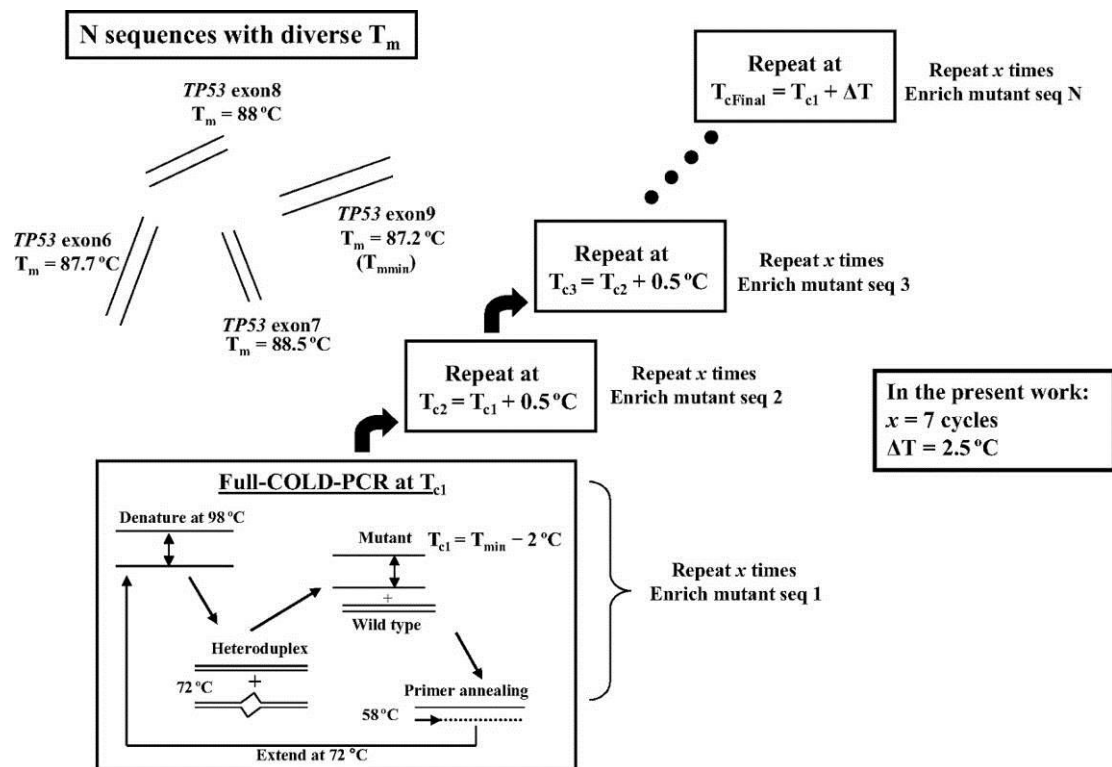 N sequences with diverse Tm
TP53 exon8
Tm = 88 ºC
TP53 exon9
Tm = 87.2 ºC
(Tmmin)
TP53 exon6
Tm = 87.7 ºC
TP53 exon7
Tm = 88.5 ºC
Repeat at
TcFinal = Tc1 + ΔT
Repeat x times
Enrich mutant seq N
Repeat at
Tc3 = Tc2 + 0.5 ºC
Repeat x times
Enrich mutant seq 3
Repeat at
Tc2 = Tc1 + 0.5 ºC
Repeat x times
Enrich mutant seq 2
In the present work:
x = 7 cycles
ΔT = 2.5 ºC
Full-COLD-PCR at Tc1
Denature at 98 ºC
Mutant
Tc1 = Tmin − 2 ºC
+
Wild type
Heteroduplex
72 ºC
+
Primer annealing
58 ºC
Extend at 72 °C
Repeat x times
Enrich mutant seq 1